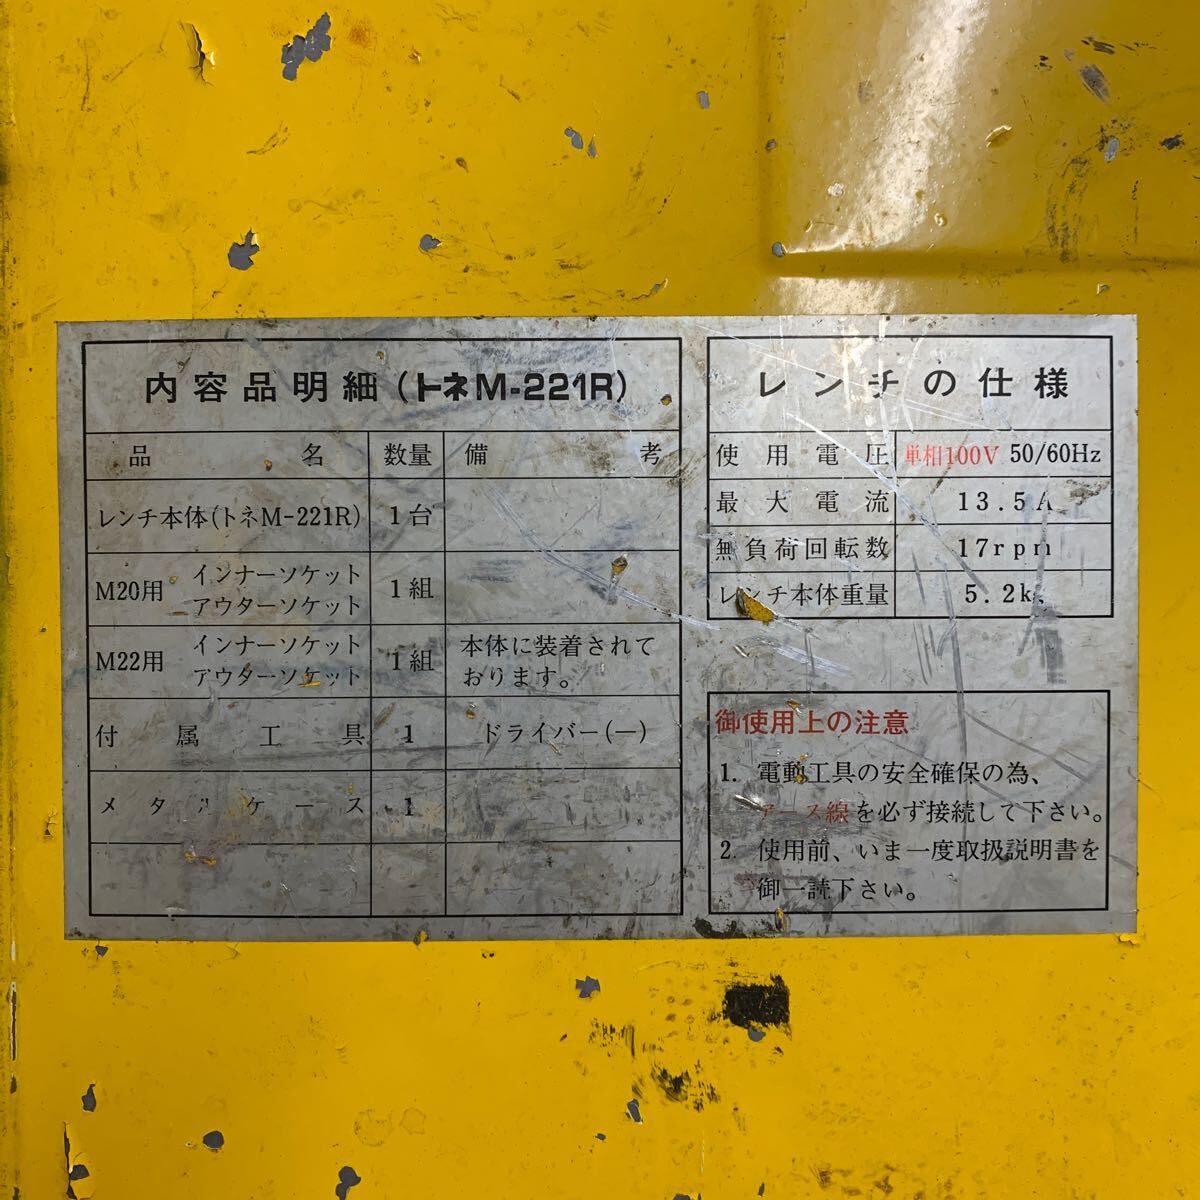 内容品明細(トネM-221R)
品名 数量 備考
レンチ本体(トネM-221R) 1台
M20用 インナーソケット アウターソケット 1組
M22用 インナーソケット アウターソケット 1組 本体に装着されて
おります。
付属工具 1 ドライバー(—)
メタルケース 1
レンチの仕様
使用電圧 単相100V 50/60Hz
最大電流 13.5A
無負荷回転数 17rpm
レンチ本体重量 5.2k
御使用上の注意
1. 電動工具の安全確保の為、
アース線を必ず接続して下さい。
2. 使用前、いま一度取扱説明書を
御一読下さい。